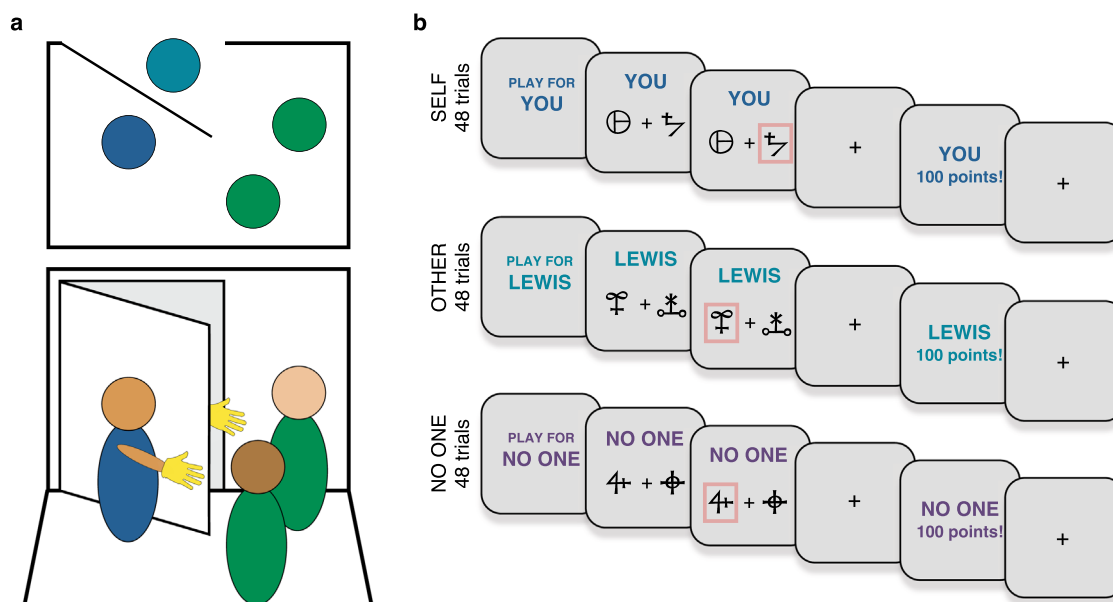 a
b
SELF
48 trials
PLAY FOR
YOU
YOU
+
YOU
+
+
YOU
100 points!
+
OTHER
48 trials
PLAY FOR
LEWIS
LEWIS
+
LEWIS
+
+
LEWIS
100 points!
+
NO ONE
48 trials
PLAY FOR
NO ONE
NO ONE
+
NO ONE
+
+
NO ONE
100 points!
+